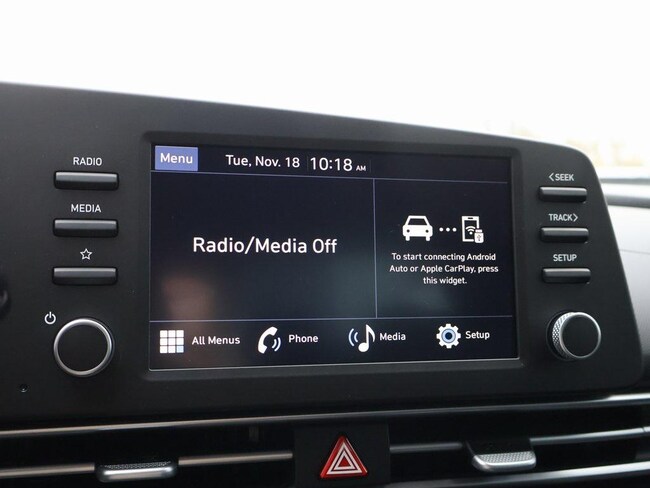 Menu
Tue, Nov. 18 10:18 AM
RADIO
MEDIA
Radio/Media Off
To start connecting Android
Auto or Apple CarPlay, press
this widget.
All Menus
Phone
Media
Setup
<SEEK
TRACK>
SETUP